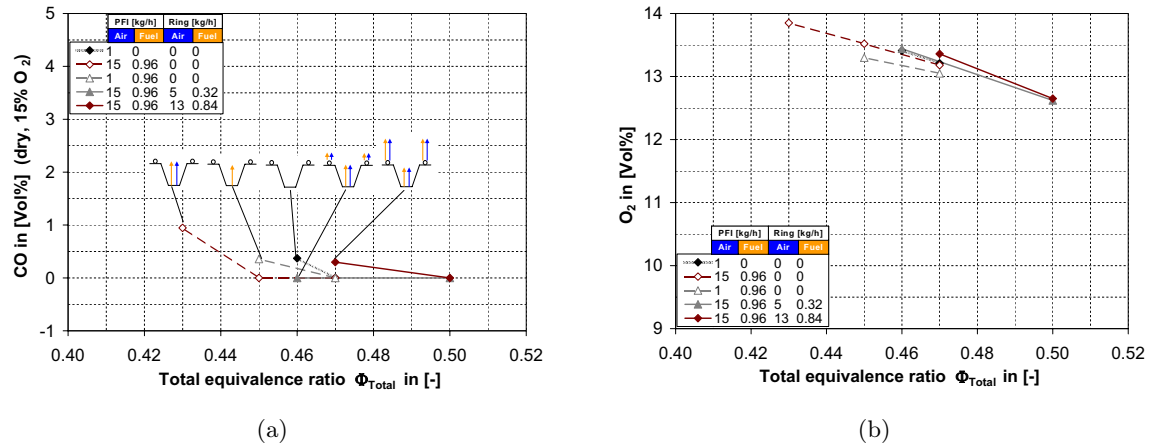 CO in [Vol%] (dry, 15% O2)
5
4
3
2
1
0
-1
PFI [kg/h] Ring [kg/h]
Air Fuel Air Fuel
1 0 0 0
15 0.96 0 0
1 0.96 0 0
15 0.96 5 0.32
15 0.96 13 0.84
0.40 0.42 0.44 0.46 0.48 0.50 0.52
Total equivalence ratio ΦTotal in [-]
(a)
O2 in [Vol%]
14
13
12
11
10
9
PFI [kg/h] Ring [kg/h]
Air Fuel Air Fuel
1 0 0 0
15 0.96 0 0
1 0.96 0 0
15 0.96 5 0.32
15 0.96 13 0.84
0.40 0.42 0.44 0.46 0.48 0.50 0.52
Total equivalence ratio ΦTotal in [-]
(b)